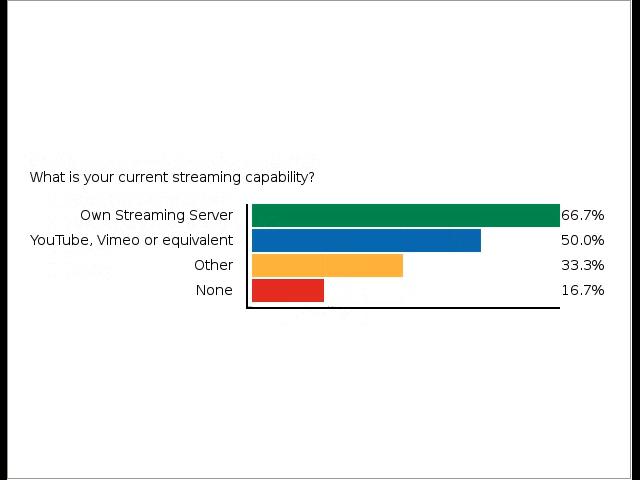 What is your current streaming capability?
Own Streaming Server 66.7%
YouTube, Vimeo or equivalent 50.0%
Other 33.3%
None 16.7%